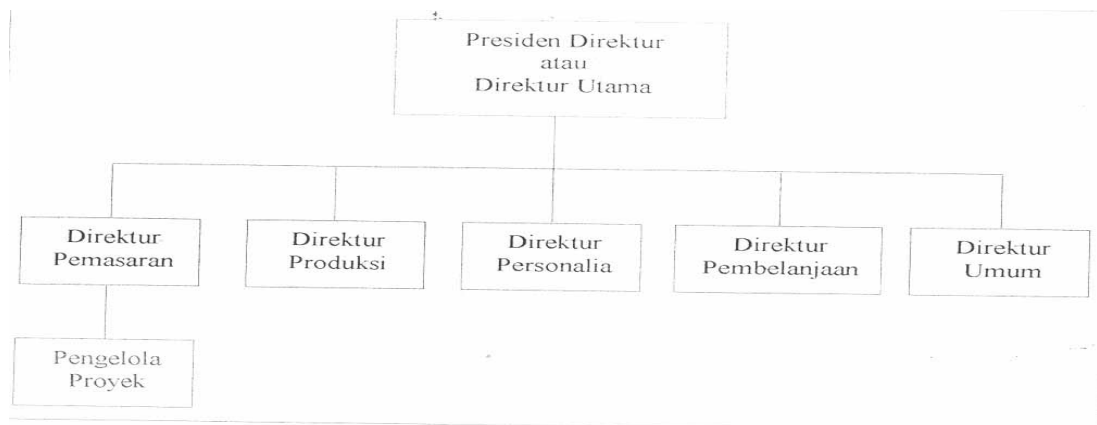 Presiden Direktur
atau
Direktur Utama
Direktur
Pemasaran
Direktur
Produksi
Direktur
Personalia
Direktur
Pembelanjaan
Direktur
Umum
Pengelola
Proyek